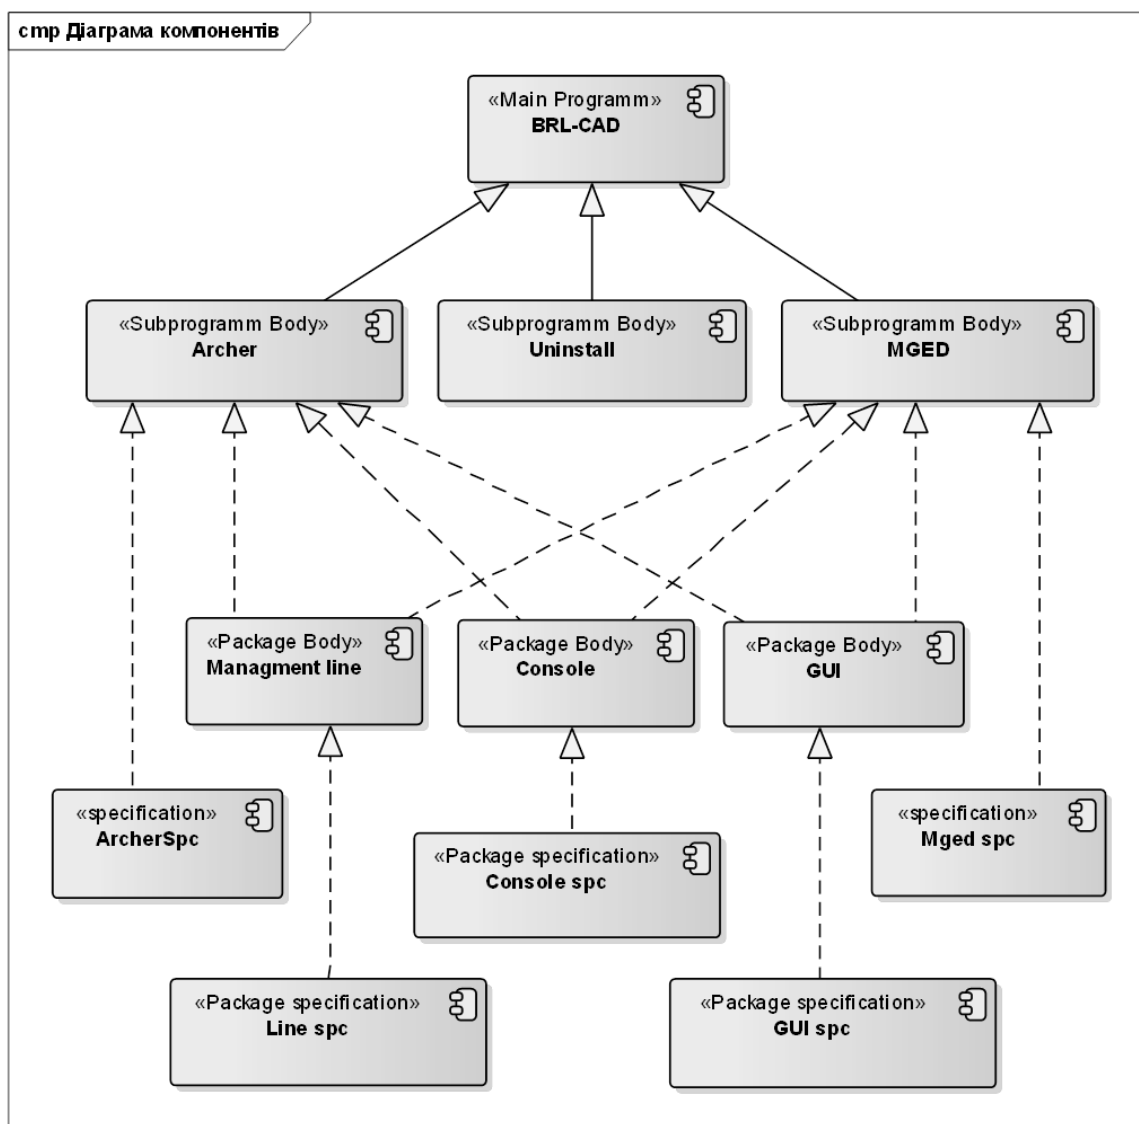 cmp Діаграма компонентів
«Main Programm»
BRL-CAD
«Subprogramm Body»
Archer
«Subprogramm Body»
Uninstall
«Subprogramm Body»
MGED
«Package Body»
Managment line
«Package Body»
Console
«Package Body»
GUI
«specification»
ArcherSpc
«Package specification»
Console spc
«specification»
Mged spc
«Package specification»
Line spc
«Package specification»
GUI spc